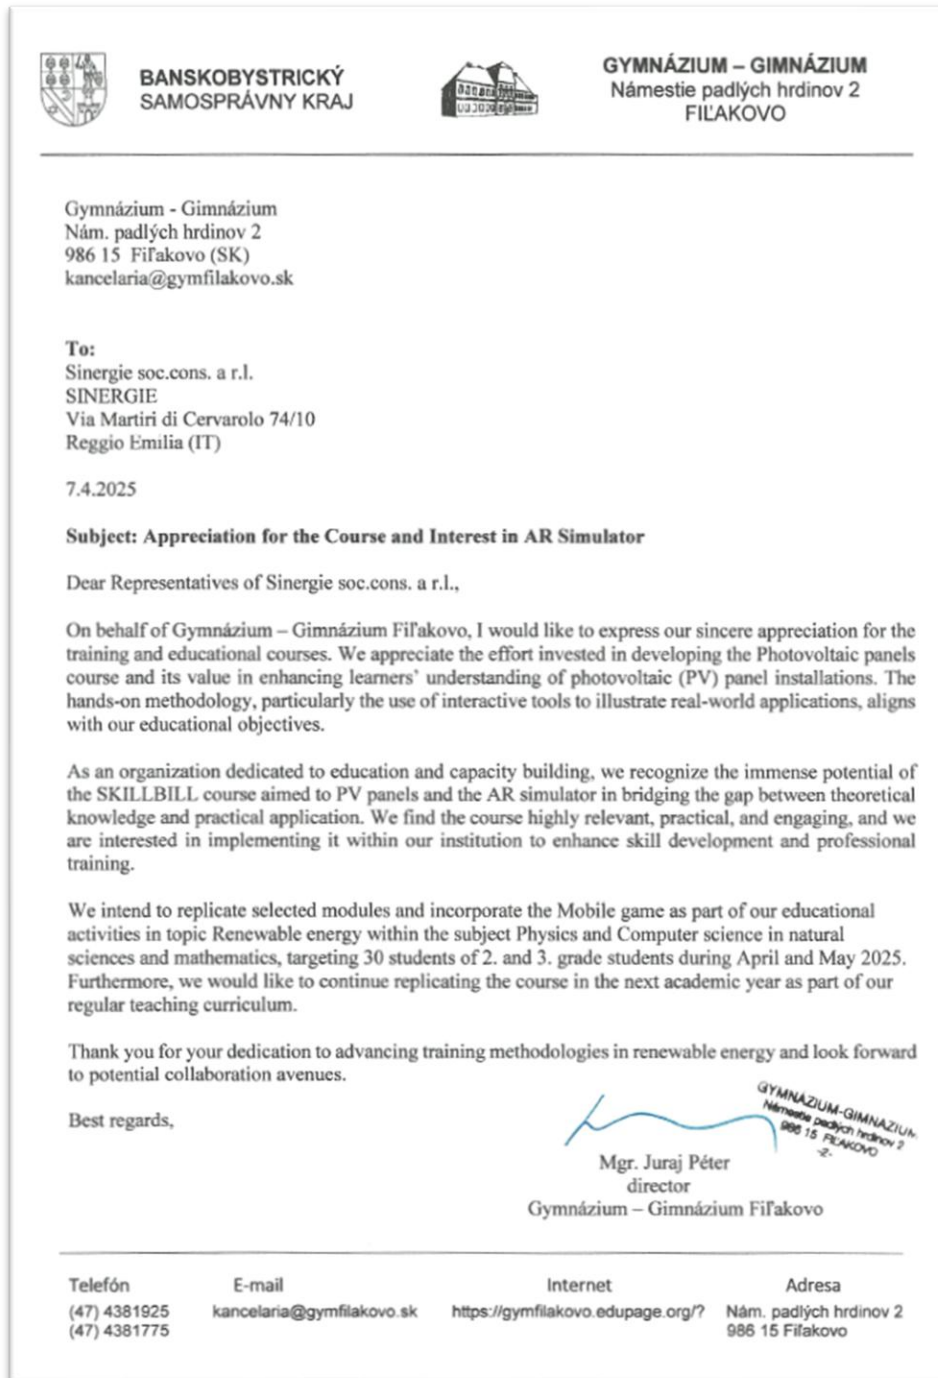 BANSKOBYSTRICKÝ
SAMOSPRÁVNY KRAJ
GYMNÁZIUM – GIMNÁZIUM
Námestie padlých hrdinov 2
FIĽAKOVO
Gymnázium - Gimnázium
Nám. padlých hrdinov 2
986 15 Fiľakovo (SK)
kancelaria@gymfilakovo.sk
To:
Sinergie soc.cons. a r.l.
SINERGIE
Via Martiri di Cervarolo 74/10
Reggio Emilia (IT)
7.4.2025
Subject: Appreciation for the Course and Interest in AR Simulator
Dear Representatives of Sinergie soc.cons. a r.l.,
On behalf of Gymnázium – Gimnázium Fiľakovo, I would like to express our sincere appreciation for the
training and educational courses. We appreciate the effort invested in developing the Photovoltaic panels
course and its value in enhancing learners' understanding of photovoltaic (PV) panel installations. The
hands-on methodology, particularly the use of interactive tools to illustrate real-world applications, aligns
with our educational objectives.
As an organization dedicated to education and capacity building, we recognize the immense potential of
the SKILLBILL course aimed to PV panels and the AR simulator in bridging the gap between theoretical
knowledge and practical application. We find the course highly relevant, practical, and engaging, and we
are interested in implementing it within our institution to enhance skill development and professional
training.
We intend to replicate selected modules and incorporate the Mobile game as part of our educational
activities in topic Renewable energy within the subject Physics and Computer science in natural
sciences and mathematics, targeting 30 students of 2. and 3. grade students during April and May 2025.
Furthermore, we would like to continue replicating the course in the next academic year as part of our
regular teaching curriculum.
Thank you for your dedication to advancing training methodologies in renewable energy and look forward
to potential collaboration avenues.
Best regards,
GYMNÁZIUM-GIMNÁZIUM
Námestie padlých hrdinov 2
986 15 FIĽAKOVO
-2-
Mgr. Juraj Péter
director
Gymnázium – Gimnázium Fiľakovo
Telefón E-mail Internet Adresa
(47) 4381925 kancelaria@gymfilakovo.sk https://gymfilakovo.edupage.org/? Nám. padlých hrdinov 2
(47) 4381775 986 15 Fiľakovo